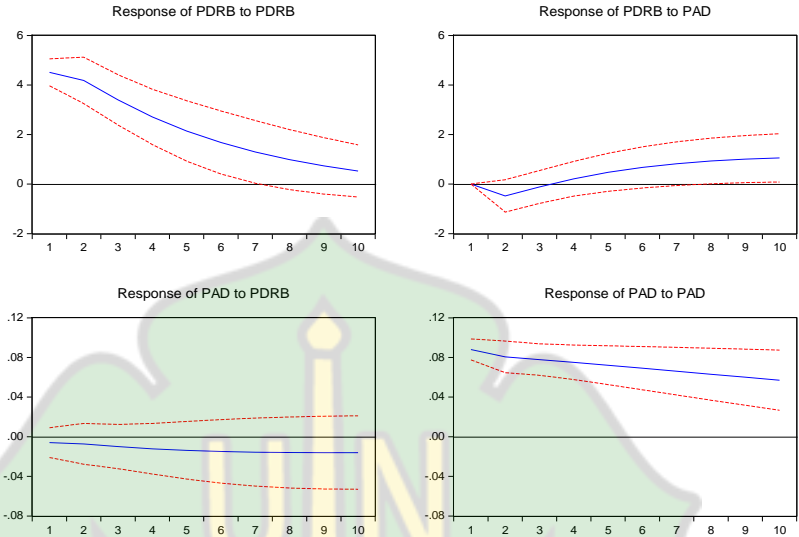 Response of PDRB to PDRB
6
4
2
0
-2
1 2 3 4 5 6 7 8 9 10
Response of PDRB to PAD
6
4
2
0
-2
1 2 3 4 5 6 7 8 9 10
Response of PAD to PDRB
.12
.08
.04
.00
-.04
-.08
1 2 3 4 5 6 7 8 9 10
Response of PAD to PAD
.12
.08
.04
.00
-.04
-.08
1 2 3 4 5 6 7 8 9 10
UIN